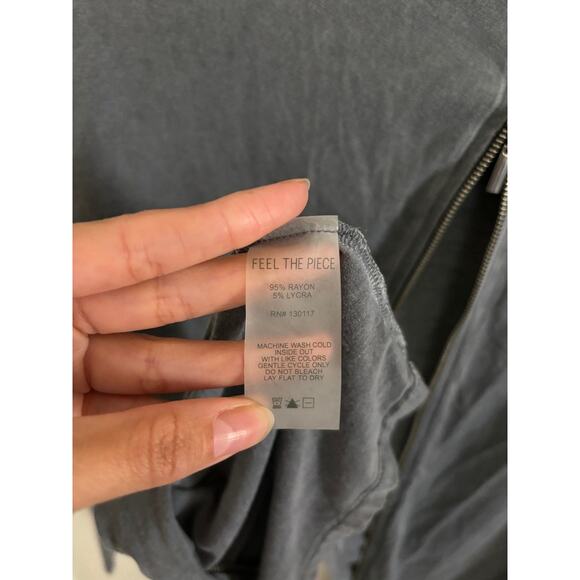 FEEL THE PIECE
95% RAYON
5% LYCRA
RN# 130117
MACHINE WASH COLD
INSIDE OUT
WITH LIKE COLORS
GENTLE CYCLE ONLY
DO NOT BLEACH
LAY FLAT TO DRY